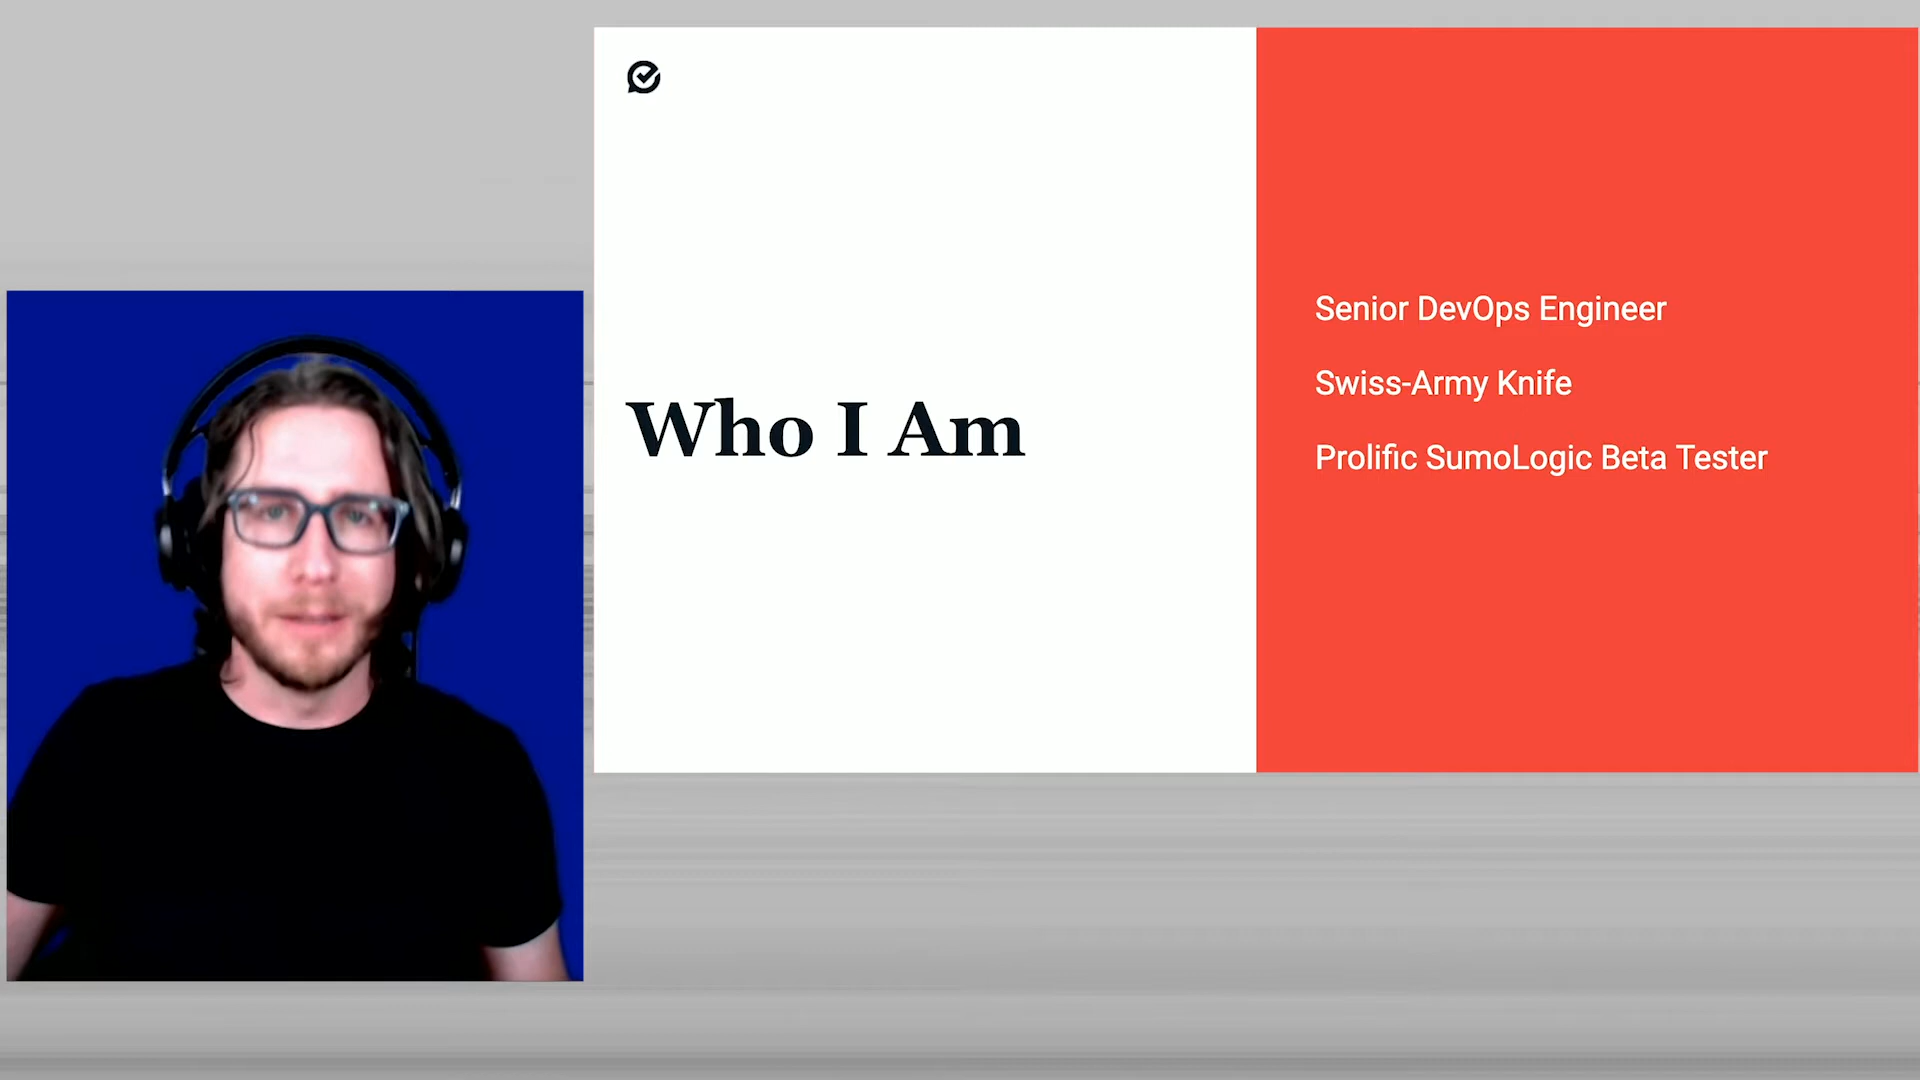 Who I Am
Senior DevOps Engineer
Swiss-Army Knife
Prolific SumoLogic Beta Tester